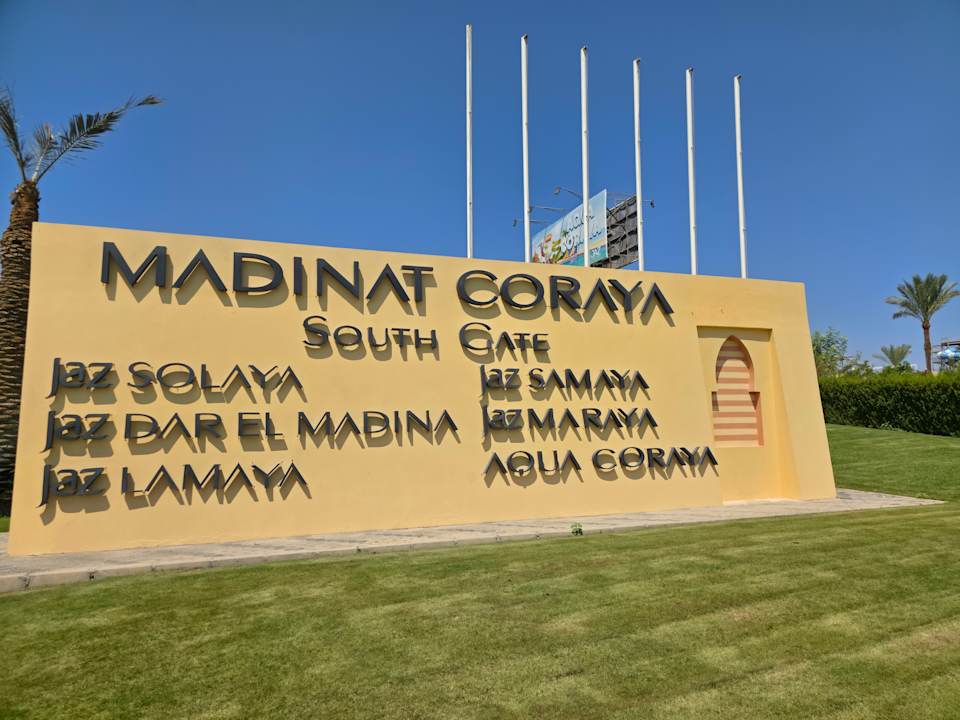 MADINAT CORAYA
SOUTH GATE
Jaz SOLAYA
Jaz DAR EL MADINA
Jaz LAMAYA
Jaz SAMAYA
Jaz MARAYA
AQUA CORAYA